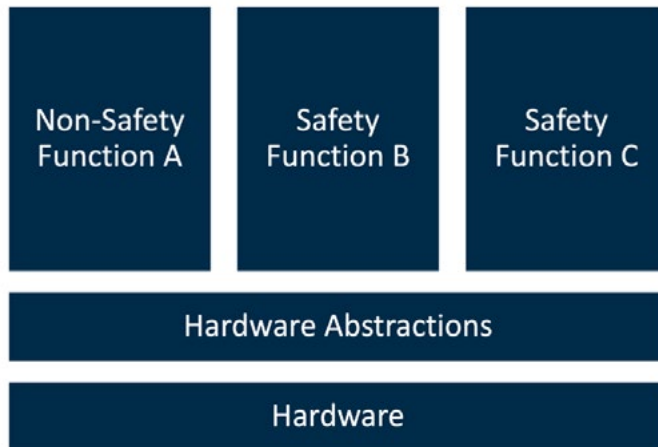 Non-Safety
Function A
Safety
Function B
Safety
Function C
Hardware Abstractions
Hardware